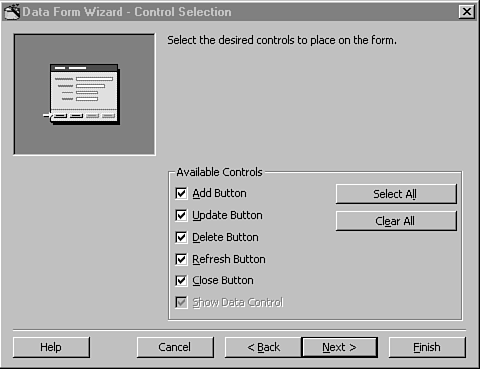 Data Form Wizard - Control Selection
Select the desired controls to place on the form.
Available Controls
Add Button
Select All
Update Button
Clear All
Delete Button
Refresh Button
Close Button
Show Data Control
Help
Cancel
< Back
Next >
Finish